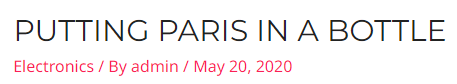 PUTTING PARIS IN A BOTTLE
Electronics / By admin / May 20, 2020